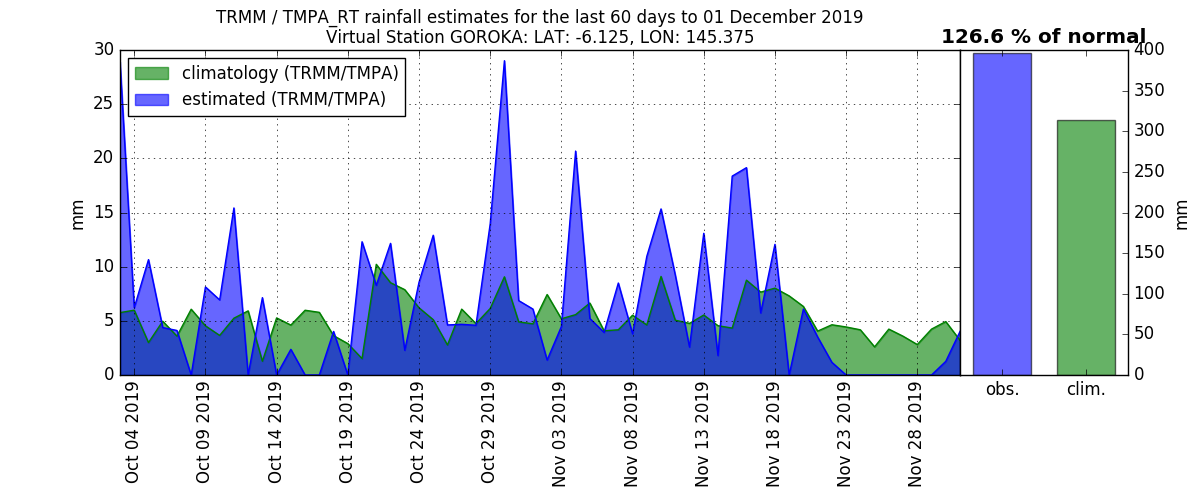 TRMM / TMPA_RT rainfall estimates for the last 60 days to 01 December 2019
Virtual Station GOROKA: LAT: -6.125, LON: 145.375
126.6 % of normal
climatology (TRMM/TMPA)
estimated (TRMM/TMPA)
30
25
20
15
10
5
0
mm
Oct 04 2019
Oct 09 2019
Oct 14 2019
Oct 19 2019
Oct 24 2019
Oct 29 2019
Nov 03 2019
Nov 08 2019
Nov 13 2019
Nov 18 2019
Nov 23 2019
Nov 28 2019
400
350
300
250
200
150
100
50
0
mm
obs.
clim.